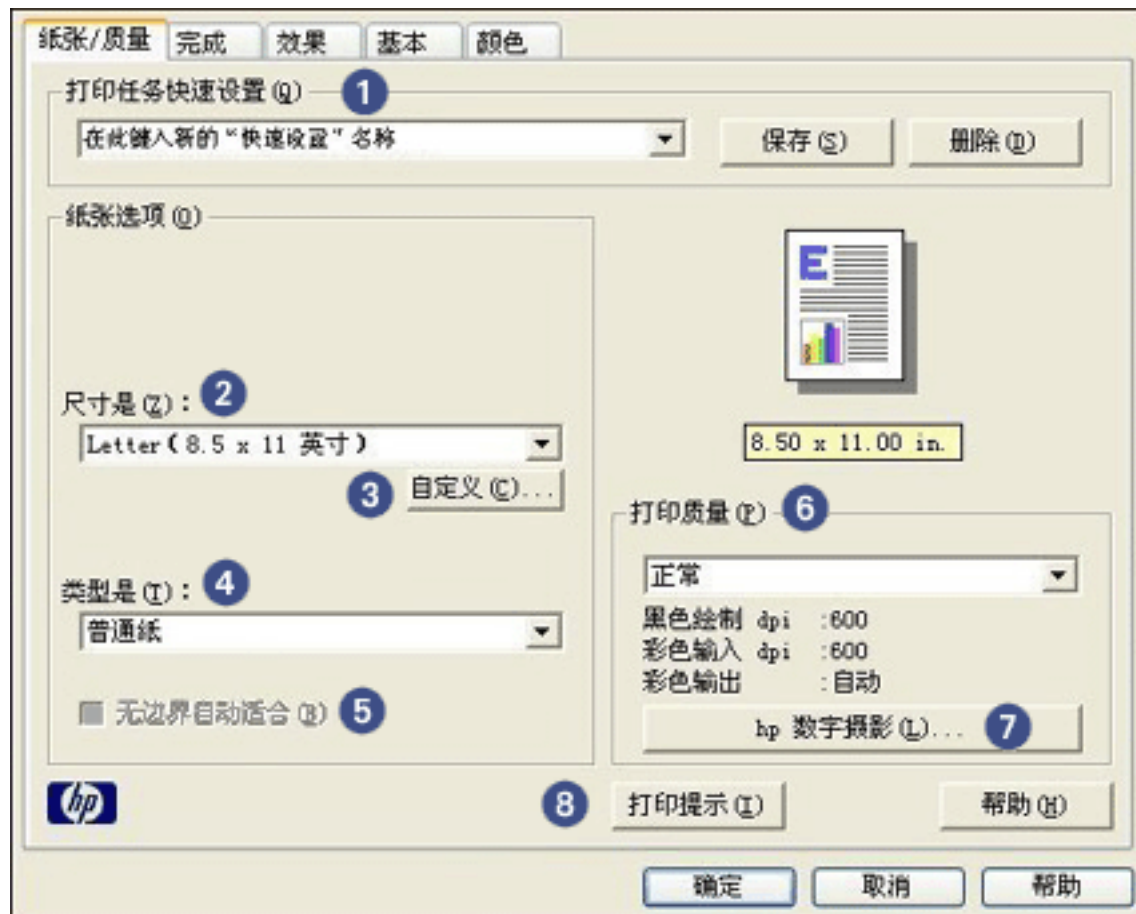 纸张/质量 完成 效果 基本 颜色
打印任务快速设置(Q) 1
在此键入新的“快速设置”名称 保存(S) 删除(D)
纸张选项(O)
E
尺寸是(Z): 2
Letter(8.5 x 11 英寸) 8.50 x 11.00 in.
3 自定义(C)...
打印质量(P) 6
类型是(T): 4
正常
普通纸
黑色绘制 dpi :600
彩色输入 dpi :600
彩色输出 :自动
无边界自动适合(B) 5
hp 数字摄影(L)... 7
hp
8 打印提示(I) 帮助(H)
确定 取消 帮助